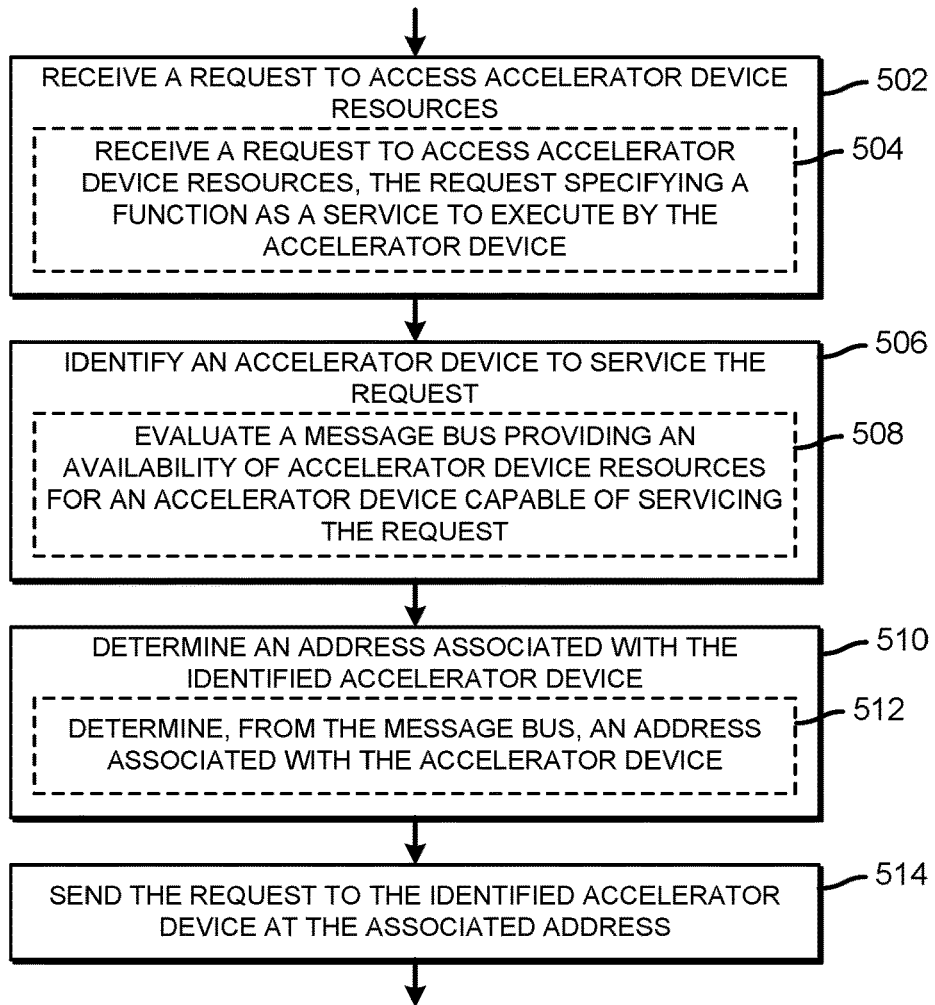 RECEIVE A REQUEST TO ACCESS ACCELERATOR DEVICE
RESOURCES
502
RECEIVE A REQUEST TO ACCESS ACCELERATOR
DEVICE RESOURCES, THE REQUEST SPECIFYING A
FUNCTION AS A SERVICE TO EXECUTE BY THE
ACCELERATOR DEVICE
504
IDENTIFY AN ACCELERATOR DEVICE TO SERVICE THE
REQUEST
506
EVALUATE A MESSAGE BUS PROVIDING AN
AVAILABILITY OF ACCELERATOR DEVICE RESOURCES
FOR AN ACCELERATOR DEVICE CAPABLE OF SERVICING
THE REQUEST
508
DETERMINE AN ADDRESS ASSOCIATED WITH THE
IDENTIFIED ACCELERATOR DEVICE
510
DETERMINE, FROM THE MESSAGE BUS, AN ADDRESS
ASSOCIATED WITH THE ACCELERATOR DEVICE
512
SEND THE REQUEST TO THE IDENTIFIED ACCELERATOR
DEVICE AT THE ASSOCIATED ADDRESS
514